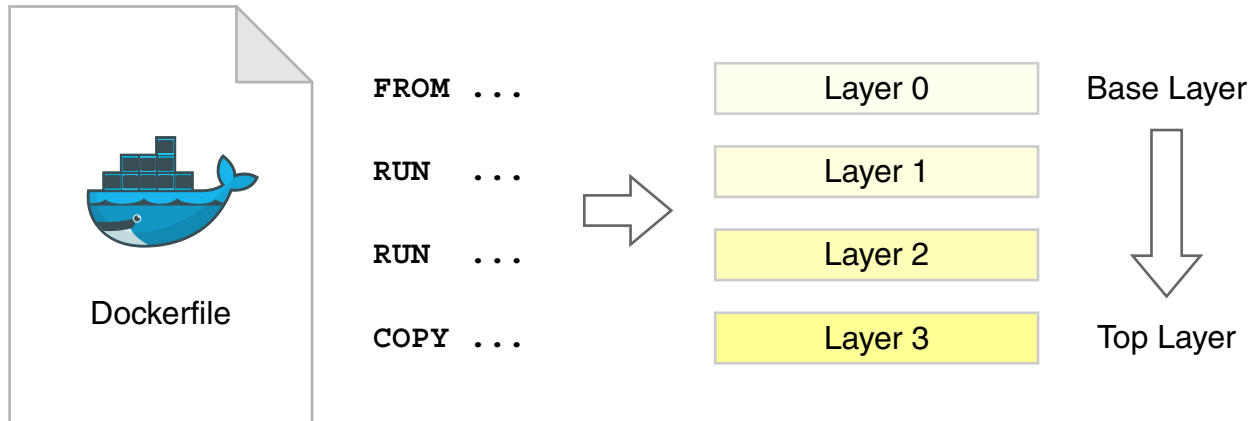 FROM ... Layer 0 Base Layer
RUN ... Layer 1
RUN ... Layer 2
Dockerfile
COPY ... Layer 3 Top Layer